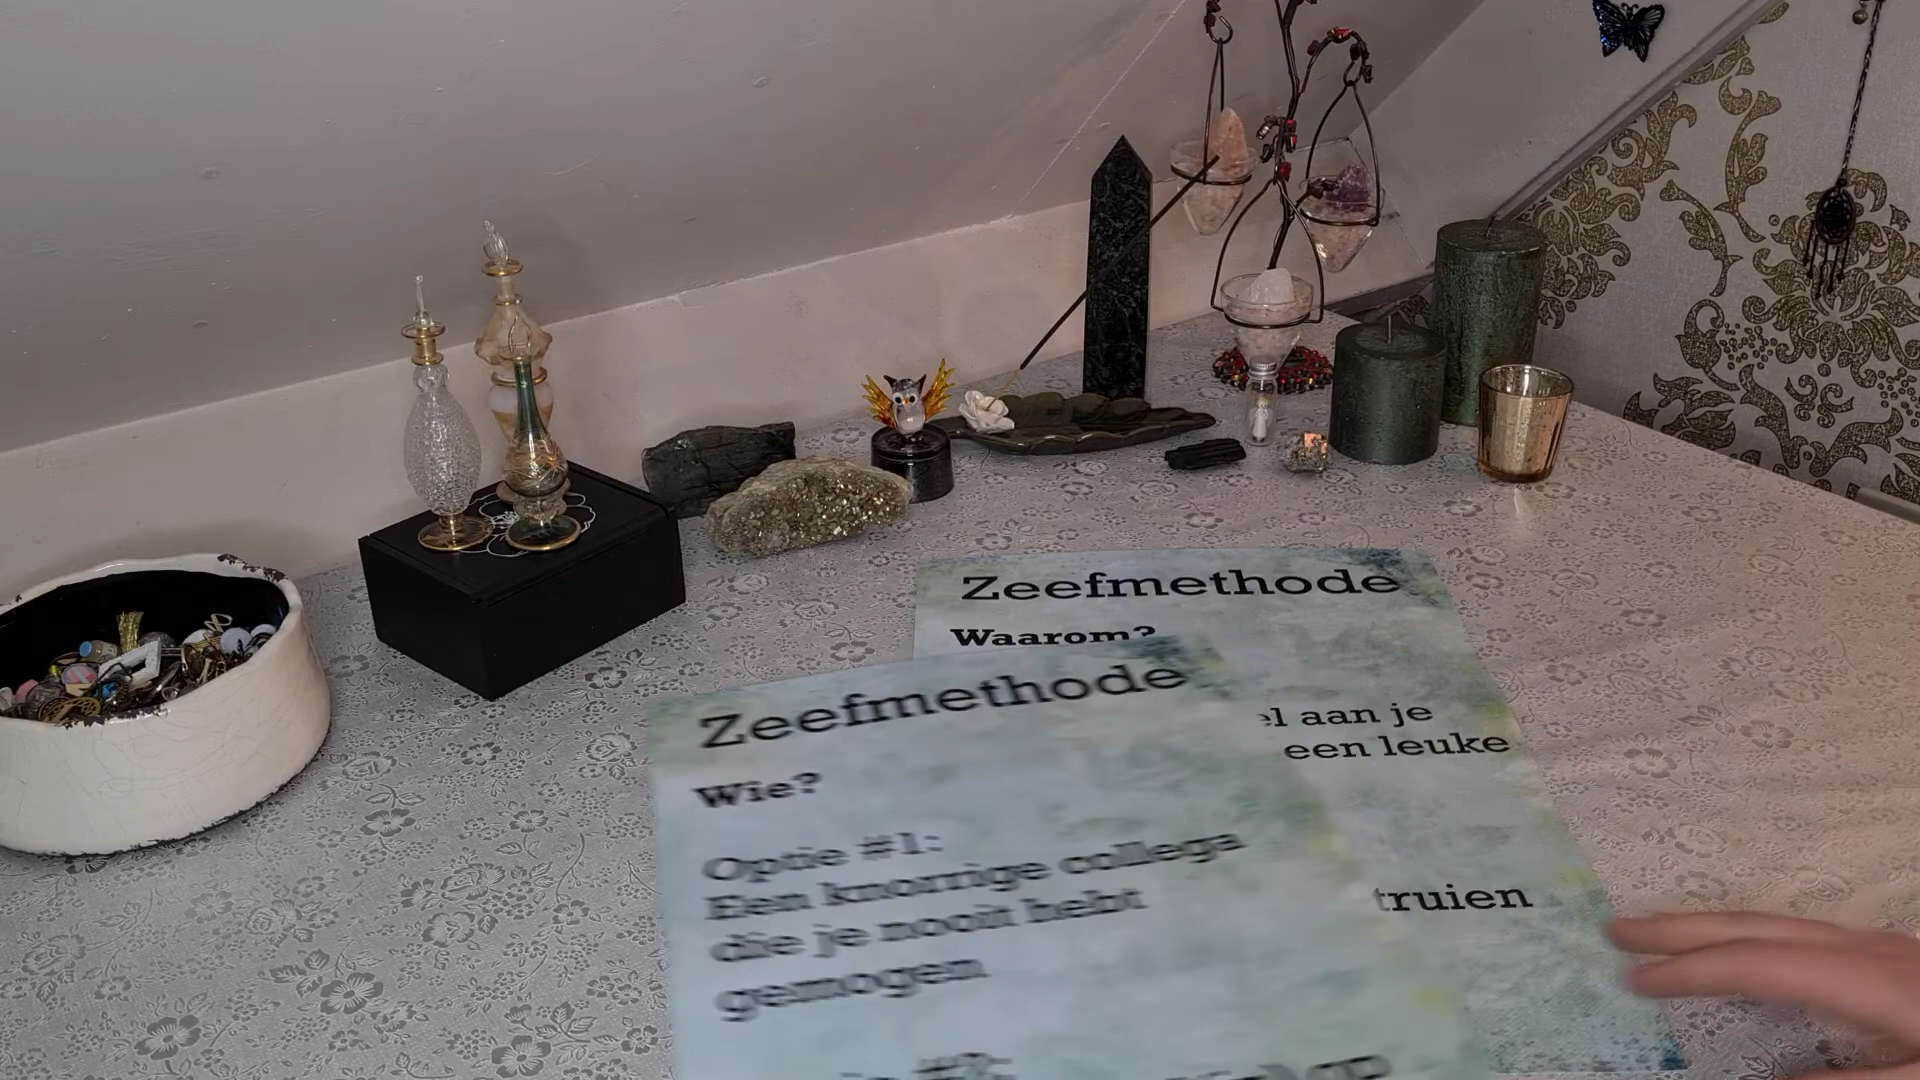 Zeefmethode
Waarom?
aan je
een leuke
truien
Zeefmethode
Wie?
Optie #1:
Een knorrige collega
die je nooit hebt
gemogen
#2: